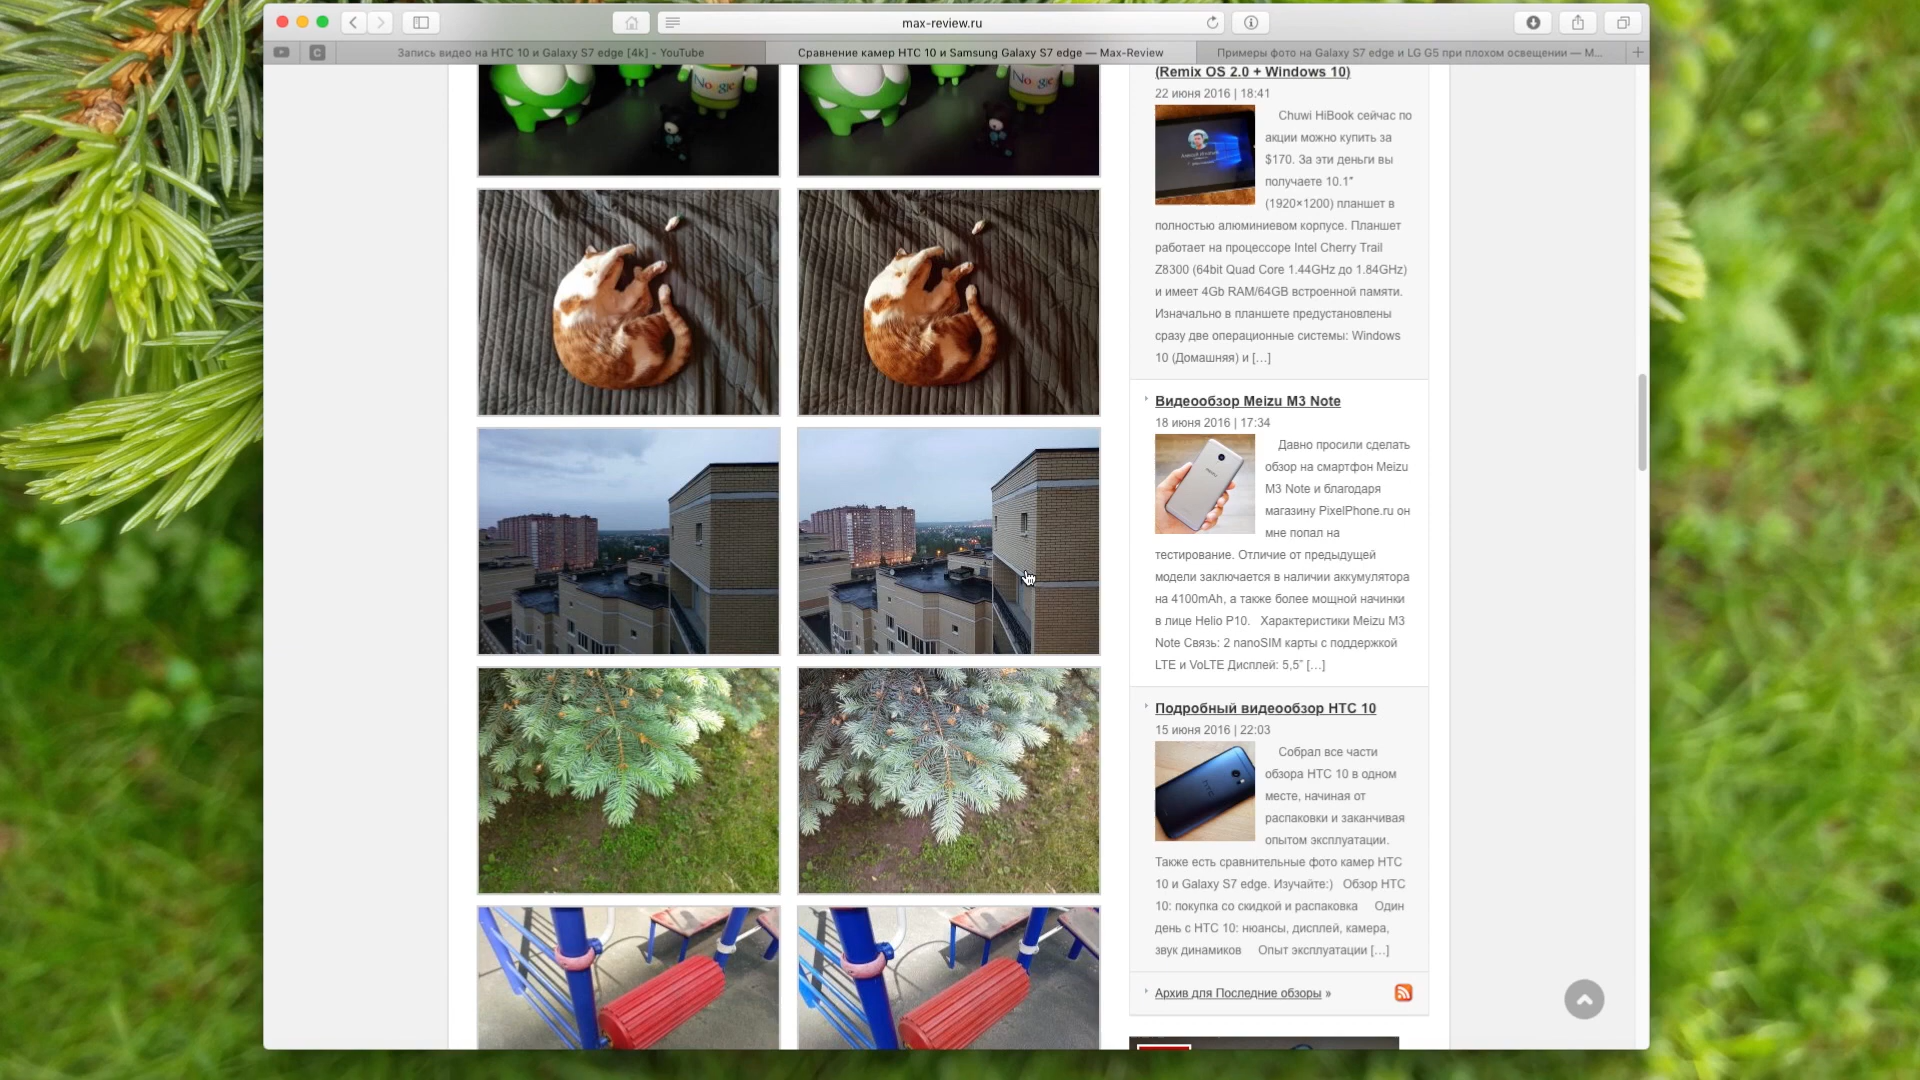 max-review.ru
Запись видео на HTC 10 и Galaxy S7 edge [4k] - YouTube
Сравнение камер HTC 10 и Samsung Galaxy S7 edge — Max-Review
Примеры фото на Galaxy S7 edge и LG G5 при плохом освещении — M...
(Remix OS 2.0 + Windows 10)
22 июня 2016 | 18:41
Chuwi HiBook сейчас по
акции можно купить за
$170. За эти деньги вы
получаете 10.1″
(1920×1200) планшет в
полностью алюминиевом корпусе. Планшет
работает на процессоре Intel Cherry Trail
Z8300 (64bit Quad Core 1.44GHz до 1.84GHz)
и имеет 4Gb RAM/64GB встроенной памяти.
Изначально в планшете предустановлены
сразу две операционные системы: Windows
10 (Домашняя) и […]
Видеообзор Meizu M3 Note
18 июня 2016 | 17:34
Давно просили сделать
обзор на смартфон Meizu
M3 Note и благодаря
магазину PixelPhone.ru он
мне попал на
тестирование. Отличие от предыдущей
модели заключается в наличии аккумулятора
на 4100mAh, а также более мощной начинки
в лице Helio P10. Характеристики Meizu M3
Note Связь: 2 nanoSIM карты с поддержкой
LTE и VoLTE Дисплей: 5,5″ […]
Подробный видеообзор HTC 10
15 июня 2016 | 22:03
Собрал все части
обзора HTC 10 в одном
месте, начиная от
распаковки и заканчивая
опытом эксплуатации.
Также есть сравнительные фото камер HTC
10 и Galaxy S7 edge. Изучайте:) Обзор HTC
10: покупка со скидкой и распаковка Один
день с HTC 10: нюансы, дисплей, камера,
звук динамиков Опыт эксплуатации […]
Архив для Последние обзоры »